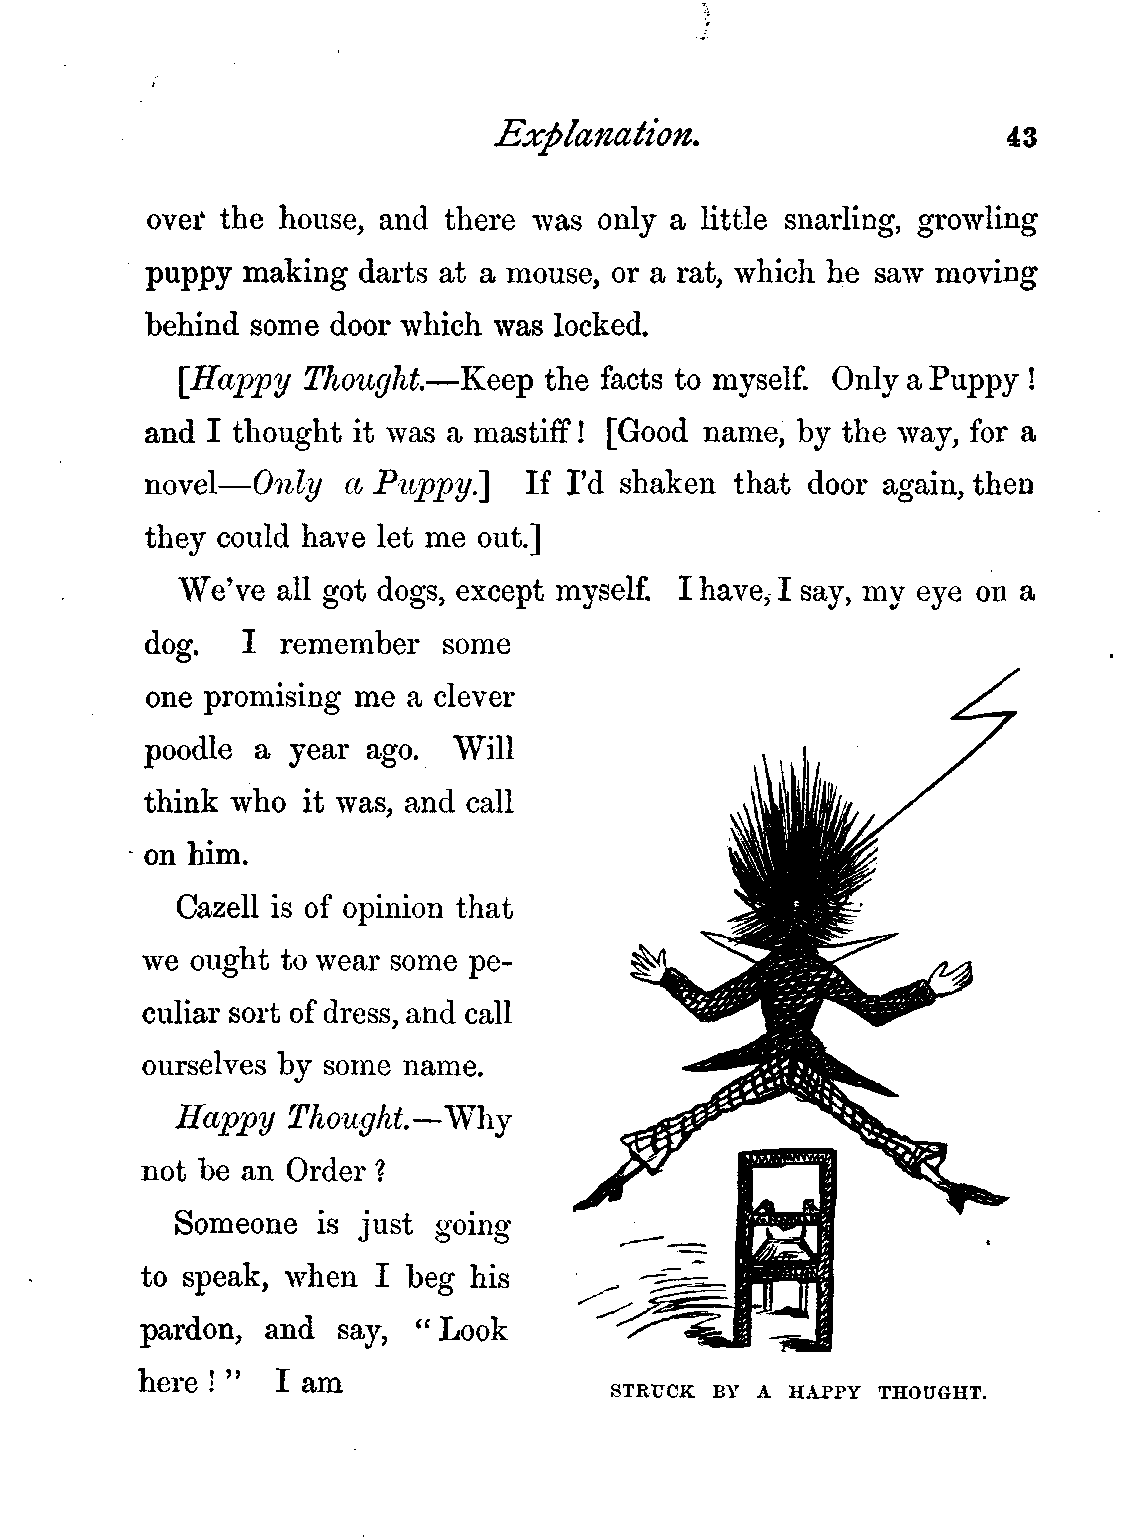 Explanation. 43
over the house, and there was only a little snarling, growling
puppy making darts at a mouse, or a rat, which he saw moving
behind some door which was locked.
[Happy Thought.—Keep the facts to myself. Only a Puppy !
and I thought it was a mastiff ! [Good name, by the way, for a
novel—Only a Puppy.] If I'd shaken that door again, then
they could have let me out.]
We've all got dogs, except myself. I have, I say, my eye on a
dog. I remember some
one promising me a clever
poodle a year ago. Will
think who it was, and call
on him.
Cazell is of opinion that
we ought to wear some pe-
culiar sort of dress, and call
ourselves by some name.
Happy Thought.—Why
not be an Order ?
Someone is just going
to speak, when I beg his
pardon, and say, “ Look
here ! ” I am
STRUCK BY A HAPPY THOUGHT.